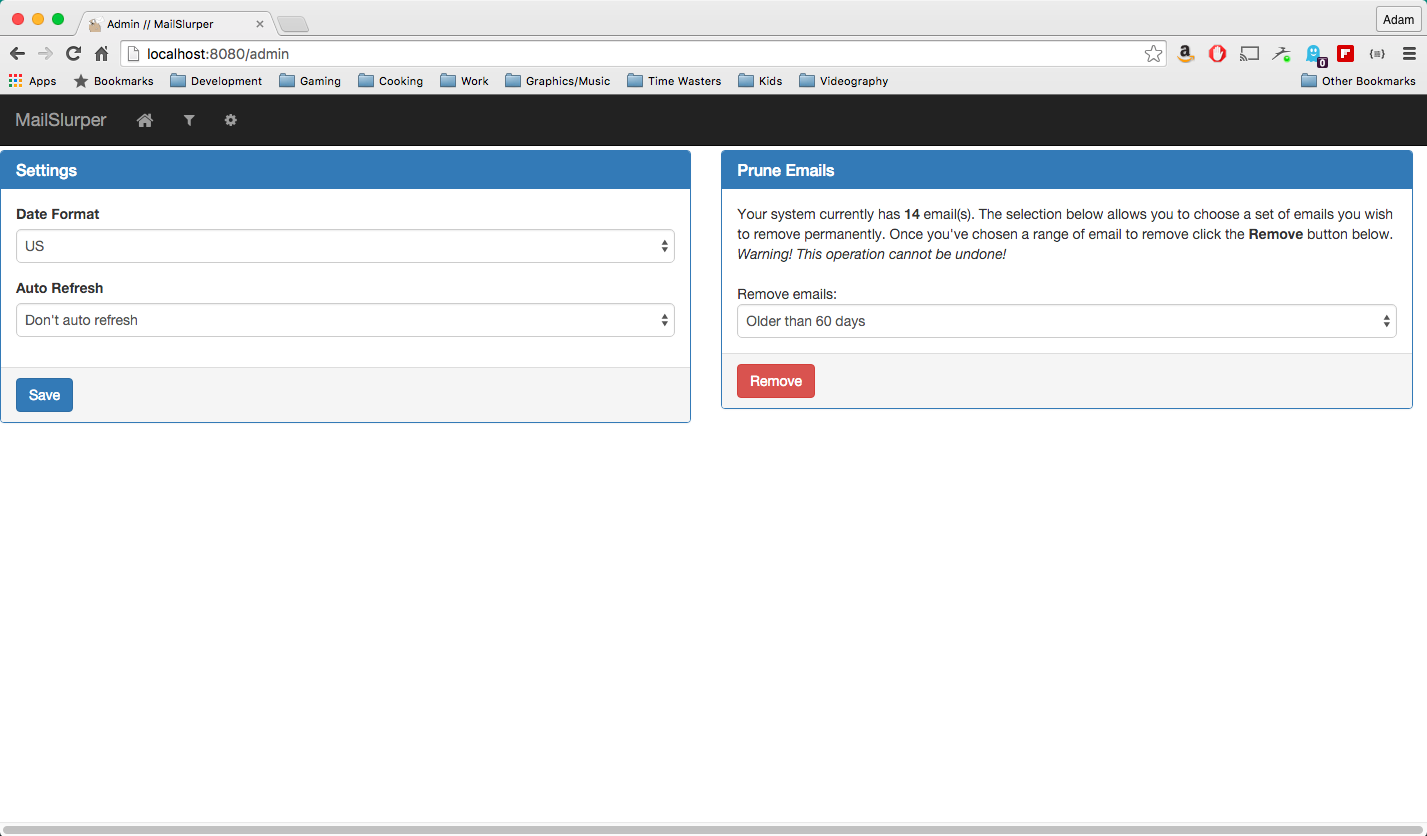 Admin // MailSlurper
Adam
localhost:8080/admin
0
Apps Bookmarks Development Gaming Cooking Work Graphics/Music Time Wasters Kids Videography Other Bookmarks
MailSlurper
Settings
Date Format
US
Auto Refresh
Don't auto refresh
Save
Prune Emails
Your system currently has 14 email(s). The selection below allows you to choose a set of emails you wish
to remove permanently. Once you've chosen a range of email to remove click the Remove button below.
Warning! This operation cannot be undone!
Remove emails:
Older than 60 days
Remove